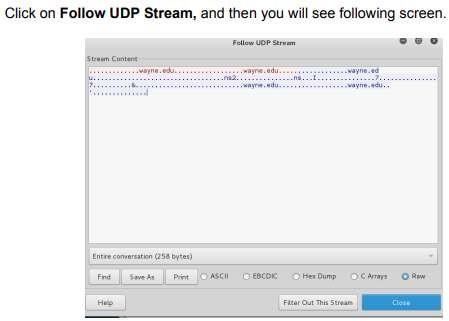 Click on Follow UDP Stream, and then you will see following screen.
Follow UDP Stream
Stream Content
.............wayne.edu..................wayne.edu..................wayne.ed
u..................................ns2...............ns...f................?.
?..........&............................wayne.edu..................wayne.edu..
'..............
Entire conversation (258 bytes)
Find Save As Print ASCII EBCDIC Hex Dump C Arrays Raw
Help Filter Out This Stream Close